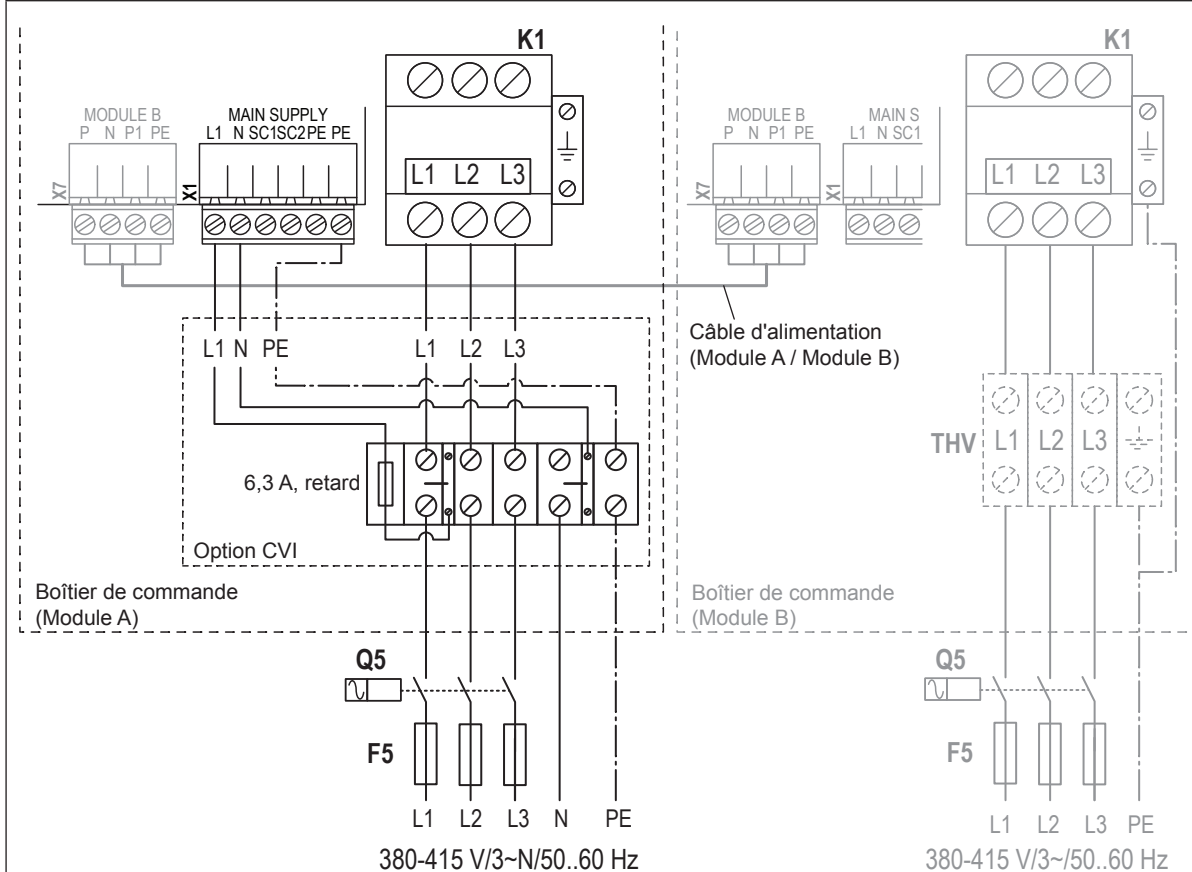 K1
MODULE B
P N P1 PE
X7
MAIN SUPPLY
L1 N SC1SC2PE PE
X1
L1 L2 L3
L1 N PE
L1 L2 L3
6,3 A, retard
Option CVI
Boîtier de commande
(Module A)
Q5
F5
L1 L2 L3 N PE
380-415 V/3~N/50..60 Hz
K1
MODULE B
P N P1 PE
X7
MAIN S
L1 N SC1
X1
L1 L2 L3
Câble d'alimentation
(Module A / Module B)
THV
L1 L2 L3
Boîtier de commande
(Module B)
Q5
F5
L1 L2 L3 PE
380-415 V/3~/50..60 Hz